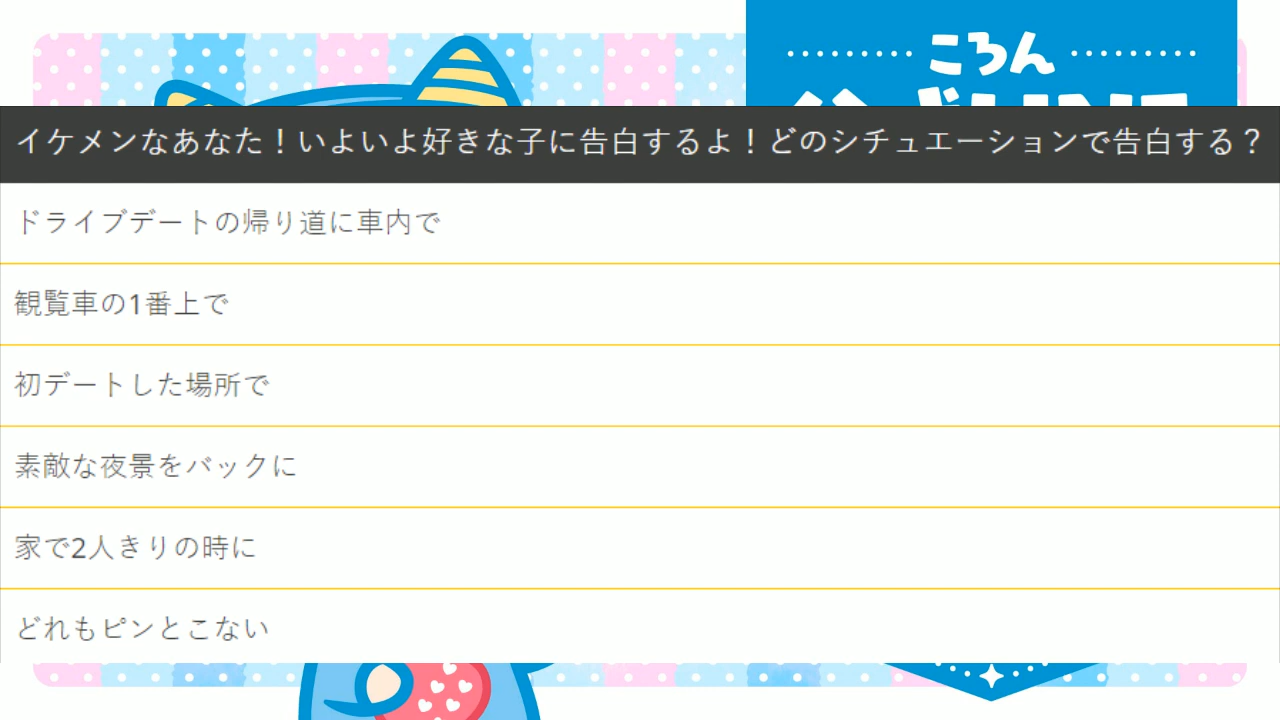 ころん
イケメンなあなた！いよいよ好きな子に告白するよ！どのシチュエーションで告白する？
ドライブデートの帰り道に車内で
観覧車の1番上で
初デートした場所で
素敵な夜景をバックに
家で2人きりの時に
どれもピンとこない